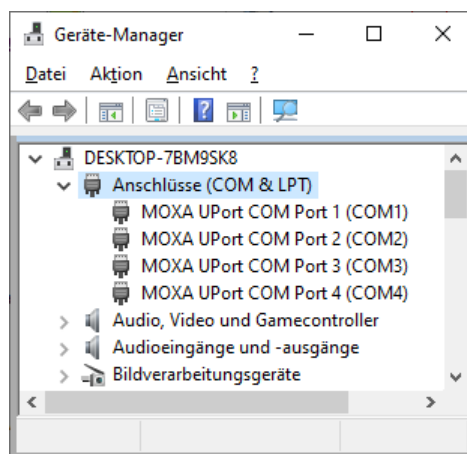 Geräte-Manager
Datei Aktion Ansicht ?
DESKTOP-7BM9SK8
Anschlüsse (COM & LPT)
MOXA UPort COM Port 1 (COM1)
MOXA UPort COM Port 2 (COM2)
MOXA UPort COM Port 3 (COM3)
MOXA UPort COM Port 4 (COM4)
Audio, Video und Gamecontroller
Audioeingänge und -ausgänge
Bildverarbeitungsgeräte